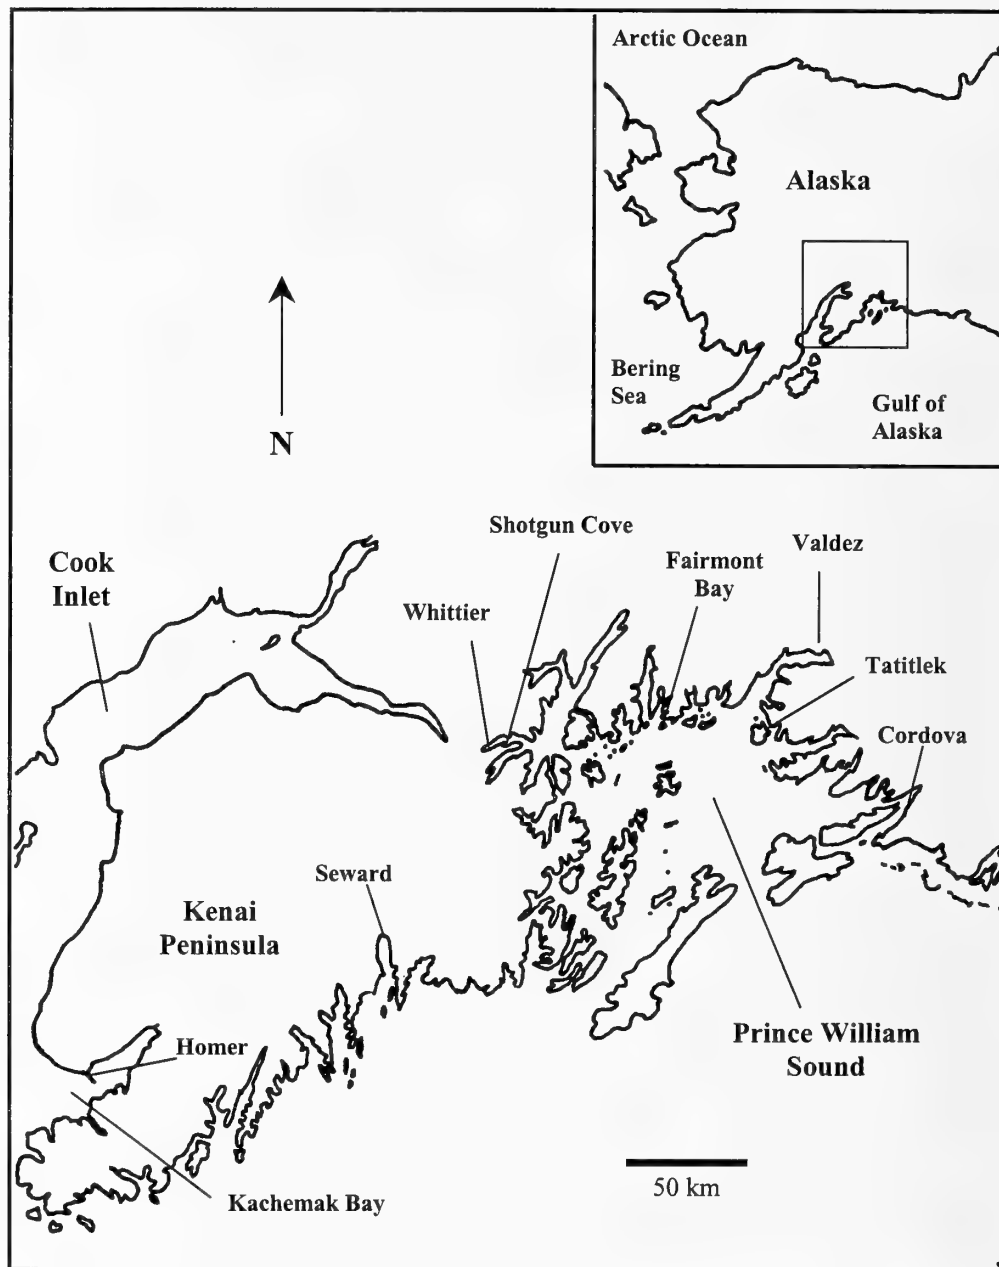 Arctic Ocean
Alaska
Bering
Sea
Gulf of
Alaska
N
Shotgun Cove
Valdez
Cook
Inlet
Fairmont
Bay
Whittier
Tatitlek
Cordova
Seward
Kenai
Peninsula
Prince William
Sound
Homer
50 km
Kachemak Bay